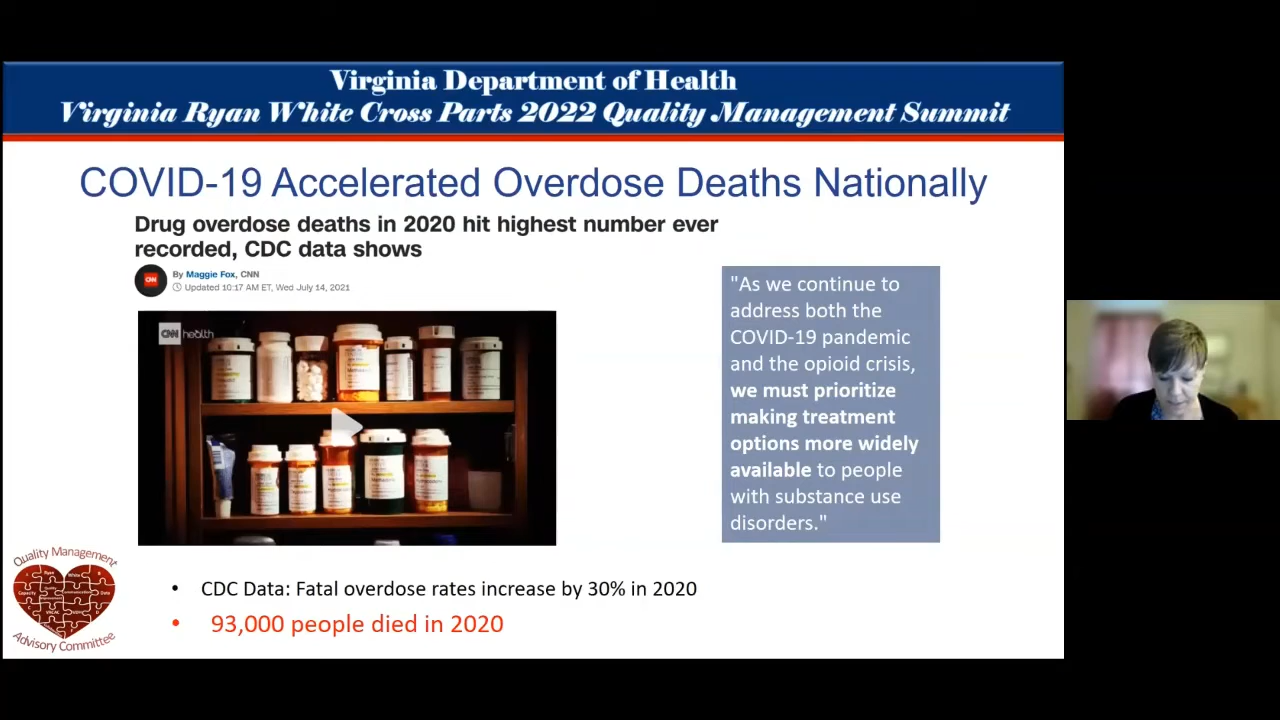 Virginia Department of Health
Virginia Ryan White Cross Parts 2022 Quality Management Summit
COVID-19 Accelerated Overdose Deaths Nationally
Drug overdose deaths in 2020 hit highest number ever
recorded, CDC data shows
CNN
By Maggie Fox, CNN
Updated 10:17 AM ET, Wed July 14, 2021
CNN health
"As we continue to
address both the
COVID-19 pandemic
and the opioid crisis,
we must prioritize
making treatment
options more widely
available to people
with substance use
disorders."
Quality Management
Advisory Committee
• CDC Data: Fatal overdose rates increase by 30% in 2020
• 93,000 people died in 2020